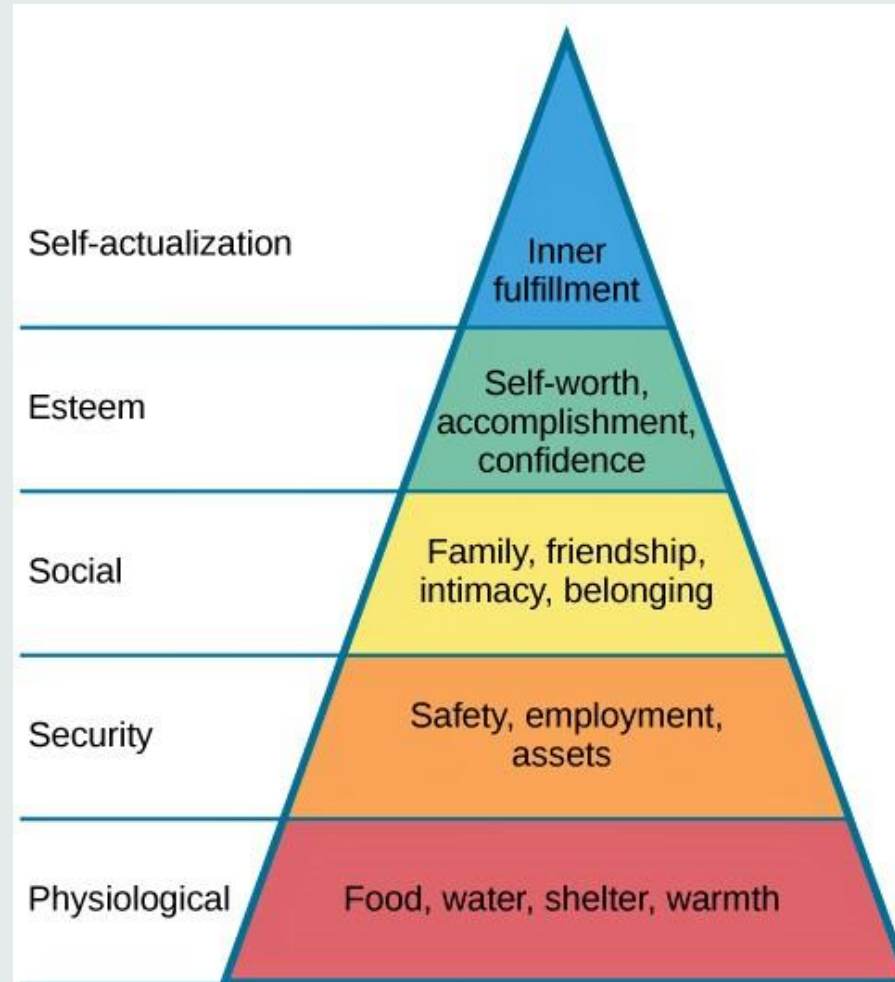 Self-actualization
Inner
fulfillment
Esteem
Self-worth,
accomplishment,
confidence
Social
Family, friendship,
intimacy, belonging
Security
Safety, employment,
assets
Physiological
Food, water, shelter, warmth